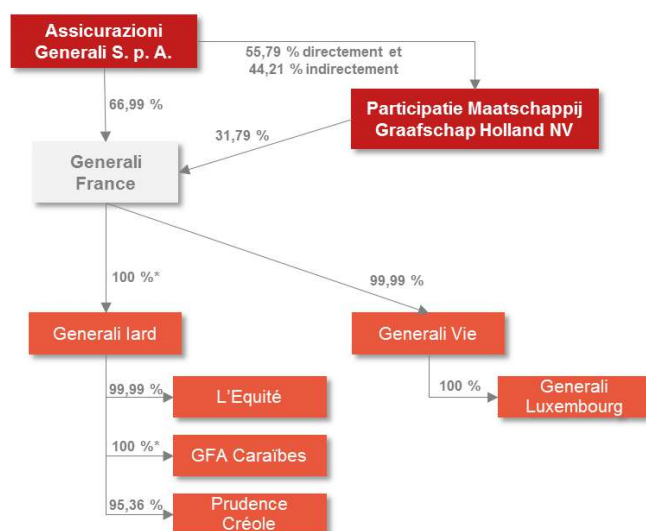 Assicurazioni
Generali S. p. A.
55,79 % directement et
44,21 % indirectement
66,99 %
Participatie Maatschappij
Graafschap Holland NV
31,79 %
Generali
France
100 %*
99,99 %
Generali Iard
Generali Vie
99,99 %
L'Equité
100 %
Generali
Luxembourg
100 %*
GFA Caraïbes
95,36 %
Prudence
Créole